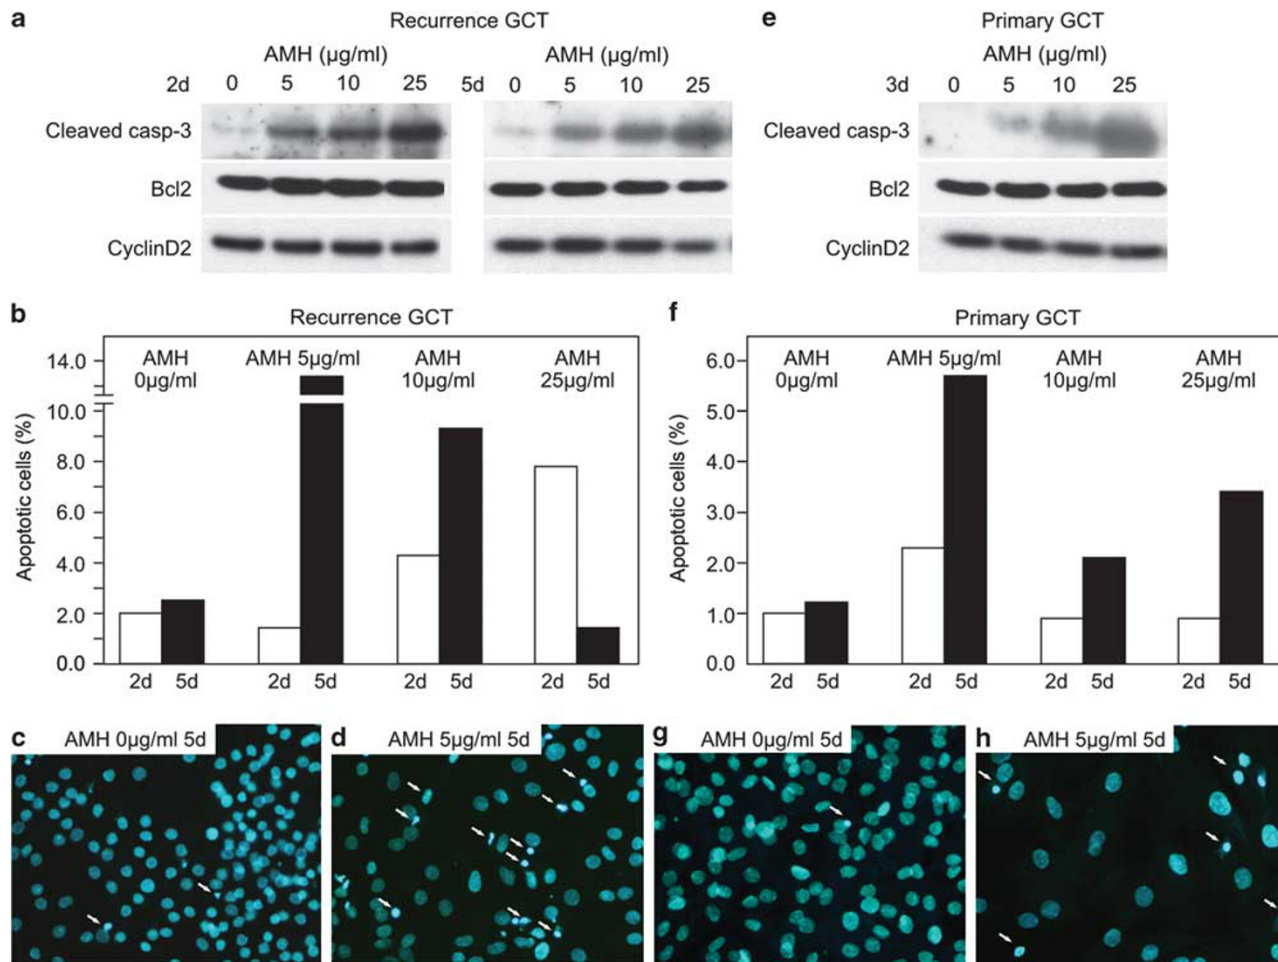 a
Recurrence GCT
AMH (µg/ml)
AMH (µg/ml)
2d 0 5 10 25 5d 0 5 10 25
Cleaved casp-3
Bcl2
CyclinD2
e
Primary GCT
AMH (µg/ml)
3d 0 5 10 25
Cleaved casp-3
Bcl2
CyclinD2
b
Recurrence GCT
Apoptotic cells (%)
14.0
10.0
8.0
6.0
4.0
2.0
0.0
AMH
0µg/ml
AMH 5µg/ml
AMH
10µg/ml
AMH
25µg/ml
2d 5d 2d 5d 2d 5d 2d 5d
f
Primary GCT
Apoptotic cells (%)
6.0
5.0
4.0
3.0
2.0
1.0
0.0
AMH
0µg/ml
AMH 5µg/ml
AMH
10µg/ml
AMH
25µg/ml
2d 5d 2d 5d 2d 5d 2d 5d
c AMH 0µg/ml 5d
d AMH 5µg/ml 5d
g AMH 0µg/ml 5d
h AMH 5µg/ml 5d